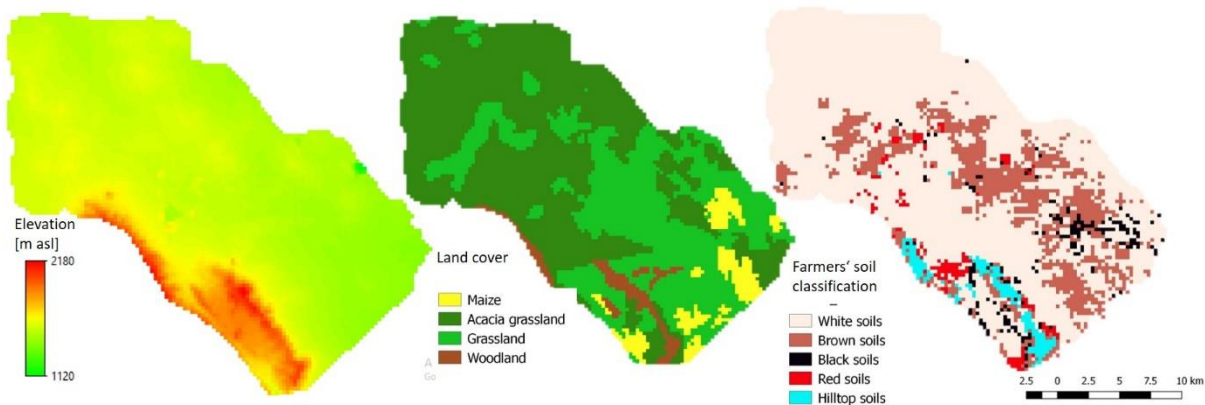 Elevation
[m asl]
2180
1120
Land cover
Maize
Acacia grassland
Grassland
Woodland
A
Go
Farmers' soil
classification
–
White soils
Brown soils
Black soils
Red soils
Hilltop soils
2.5 0 2.5 5 7.5 10 km